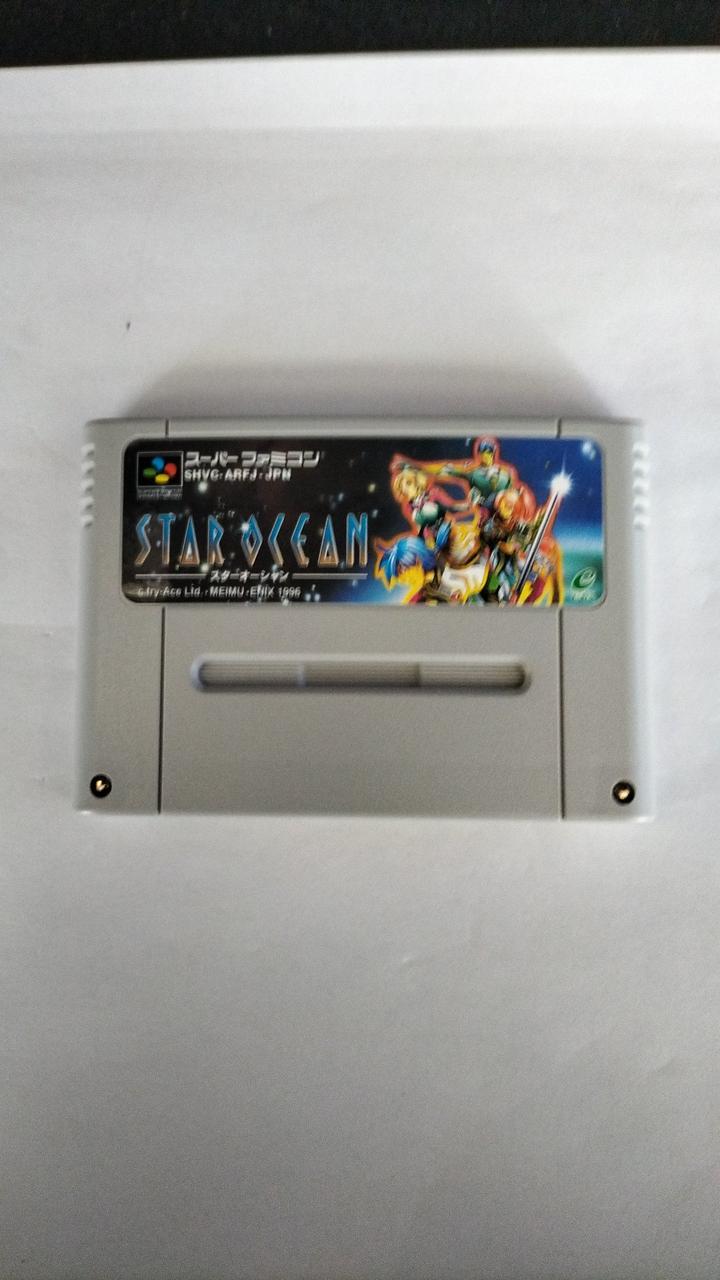 スーパーファミコン
SHVC-ARFJ-JPN
STAR OCEAN
スターオーシャン
©try-Ace Ltd.・MEIMU・ENIX 1996